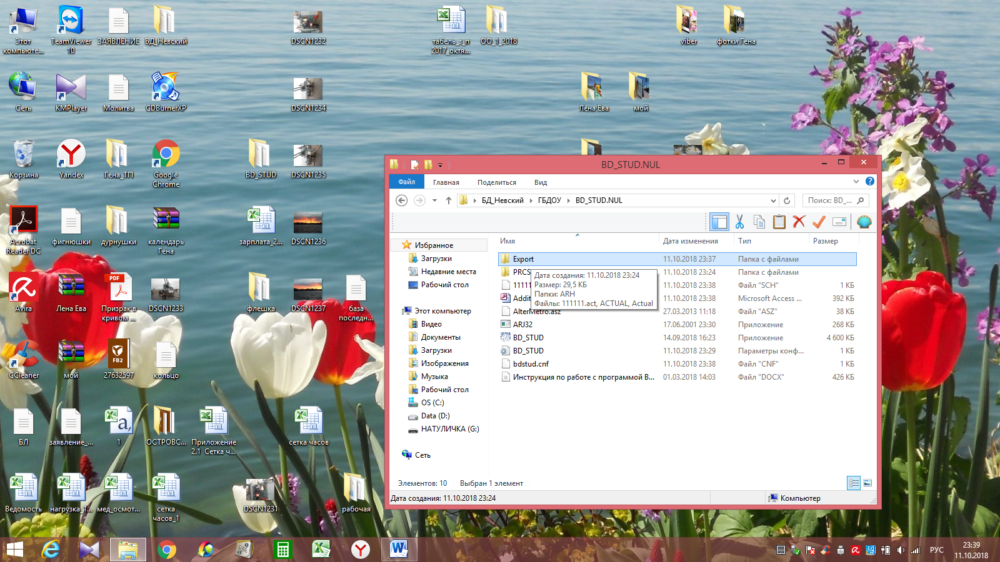 Этот
компьюте...
TeamViewer
10
ЗАЯВЛЕНИЕ
БД_Невский
DSCN1232
табель_з_п
2017_октя...
ОО_1_2018
viber
фотки Гена
Сеть
KMPlayer
Молитва
CDBurnerXP
DSCN1234
Лена Ева
мой
Корзина
Yandex
Гена_ТП
Google
Chrome
BD_STUD
DSCN1235
Acrobat
Reader DC
фигнюшки
дурнушки
календарь
Гена
зарплата_2...
DSCN1236
Avira
Лена Ева
PDF
Призрак в
кривом ...
DSCN1233
флешка
DSCN1237
база
последн...
CCleaner
мой
FB2
27632597
кольцо
БЛ
заявление_...
1
ОСТРОВС...
Приложение
2.1 Сетка ч...
сетка часов
Ведомость
нагрузка_1...
мед_осмот...
сетка
часов_1
DSCN1231
рабочая
BD_STUD.NUL
Файл
Главная
Поделиться
Вид
БД_Невский
ГБДОУ
BD_STUD.NUL
Поиск: BD_...
Избранное
Загрузки
Недавние места
Рабочий стол
Этот компьютер
Видео
Документы
Загрузки
Изображения
Музыка
Рабочий стол
OS (C:)
Data (D:)
НАТУЛИЧКА (G:)
Сеть
Имя Дата изменения Тип Размер
Export 11.10.2018 23:37 Папка с файлами
PRCS 11.10.2018 23:24 Папка с файлами
11111 11.10.2018 23:38 Файл "SCH" 1 КБ
Addit 11.10.2018 23:38 Microsoft Access ... 392 КБ
AlterMetro.asz 27.03.2013 11:18 Файл "ASZ" 38 КБ
ARJ32 17.06.2001 23:30 Приложение 268 КБ
BD_STUD 14.09.2018 16:23 Приложение 4 600 КБ
BD_STUD 11.10.2018 23:29 Параметры конф... 1 КБ
bdstud.cnf 11.10.2018 23:38 Файл "CNF" 1 КБ
Инструкция по работе с программой B... 01.03.2018 14:03 Файл "DOCX" 426 КБ
Дата создания: 11.10.2018 23:24
Размер: 29,5 КБ
Папки: ARH
Файлы: 111111.act, ACTUAL, Actual
Элементов: 10 Выбран 1 элемент
Дата создания: 11.10.2018 23:24
Компьютер
РУС
23:39
11.10.2018